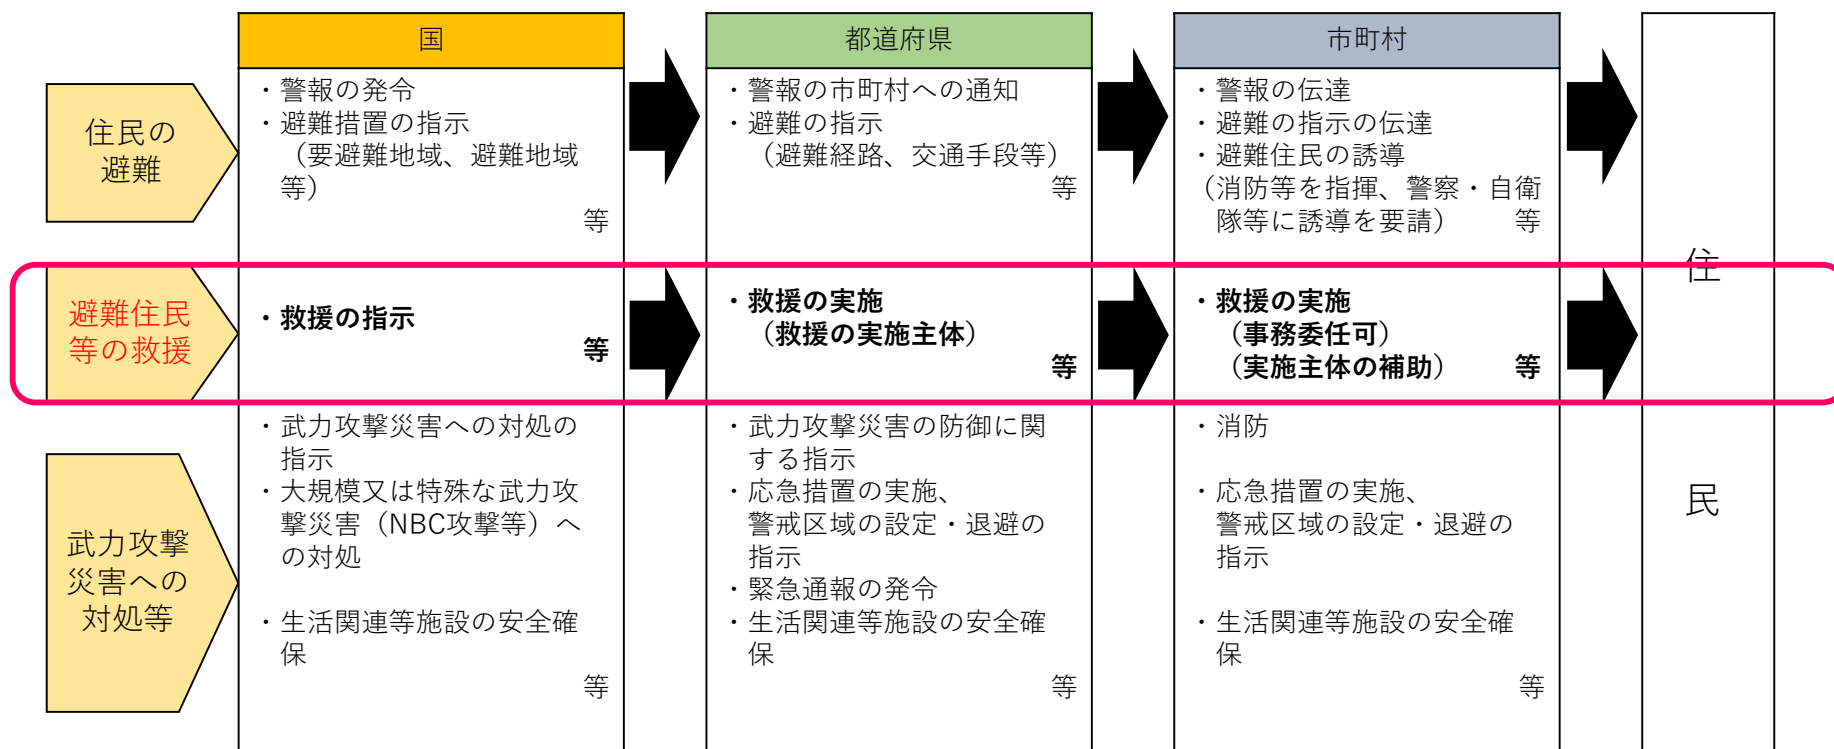 国
都道府県
市町村
住民の
避難
・警報の発令
・避難措置の指示
（要避難地域、避難地域
等）
等
・警報の市町村への通知
・避難の指示
（避難経路、交通手段等）
等
・警報の伝達
・避難の指示の伝達
・避難住民の誘導
（消防等を指揮、警察・自衛
隊等に誘導を要請） 等
避難住民
等の救援
・救援の指示
等
・救援の実施
（救援の実施主体）
等
・救援の実施
（事務委任可）
（実施主体の補助） 等
武力攻撃
災害への
対処等
・武力攻撃災害への対処の
指示
・大規模又は特殊な武力攻
撃災害（NBC攻撃等）へ
の対処
・生活関連等施設の安全確
保
等
・武力攻撃災害の防御に関
する指示
・応急措置の実施、
警戒区域の設定・退避の
指示
・緊急通報の発令
・生活関連等施設の安全確
保
等
・消防
・応急措置の実施、
警戒区域の設定・退避の
指示
・生活関連等施設の安全確
保
等
住
民